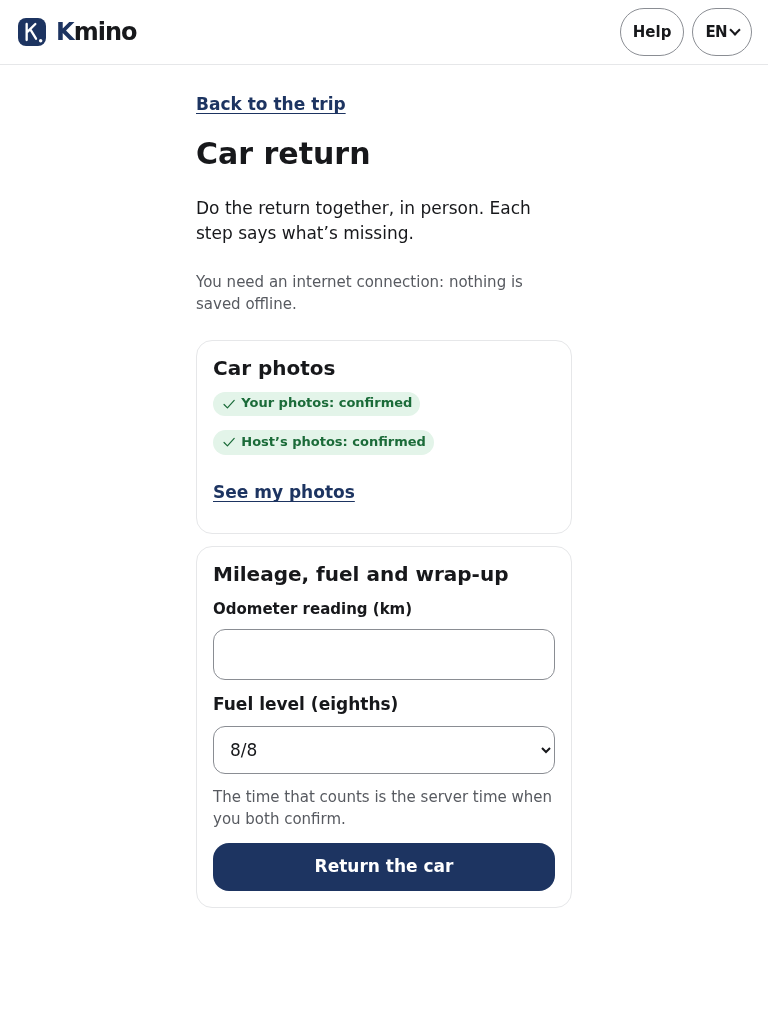 K. Kmino
Help
EN
Back to the trip
Car return
Do the return together, in person. Each
step says what’s missing.
You need an internet connection: nothing is
saved offline.
Car photos
Your photos: confirmed
Host’s photos: confirmed
See my photos
Mileage, fuel and wrap-up
Odometer reading (km)
Fuel level (eighths)
8/8
The time that counts is the server time when
you both confirm.
Return the car